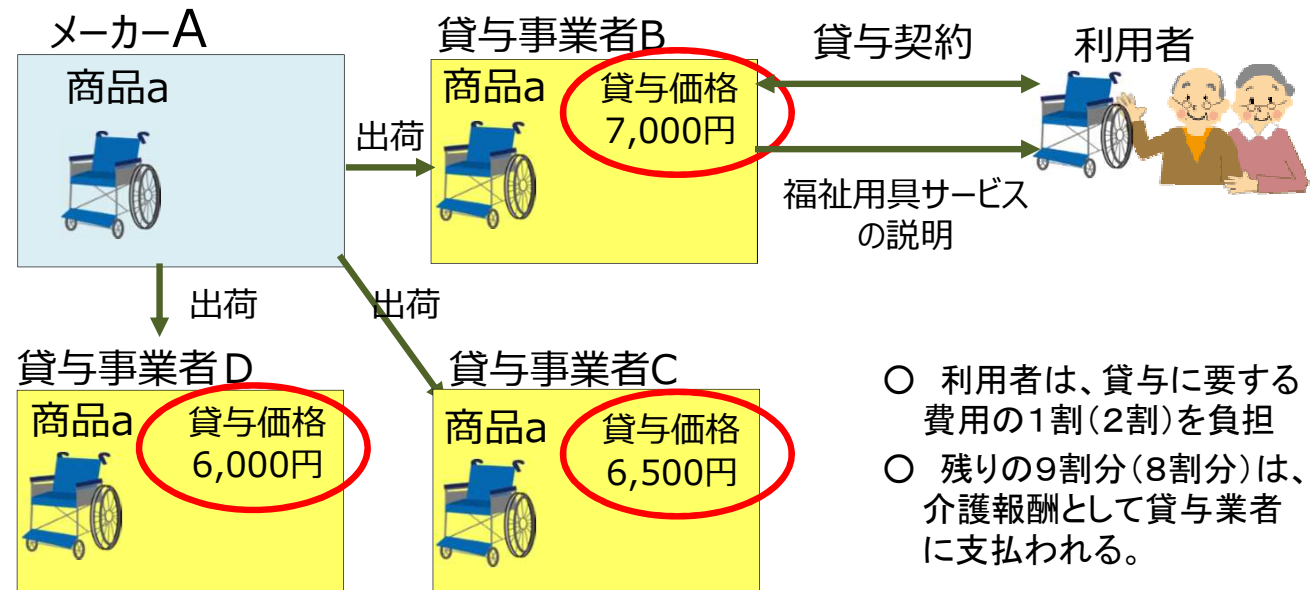 メーカーA
商品a
出荷
貸与事業者B
商品a
貸与価格
7,000円
貸与契約
利用者
福祉用具サービス
の説明
出荷
出荷
貸与事業者D
商品a
貸与価格
6,000円
貸与事業者C
商品a
貸与価格
6,500円
○　利用者は、貸与に要する
費用の１割（２割）を負担
○　残りの９割分（８割分）は、
介護報酬として貸与業者
に支払われる。